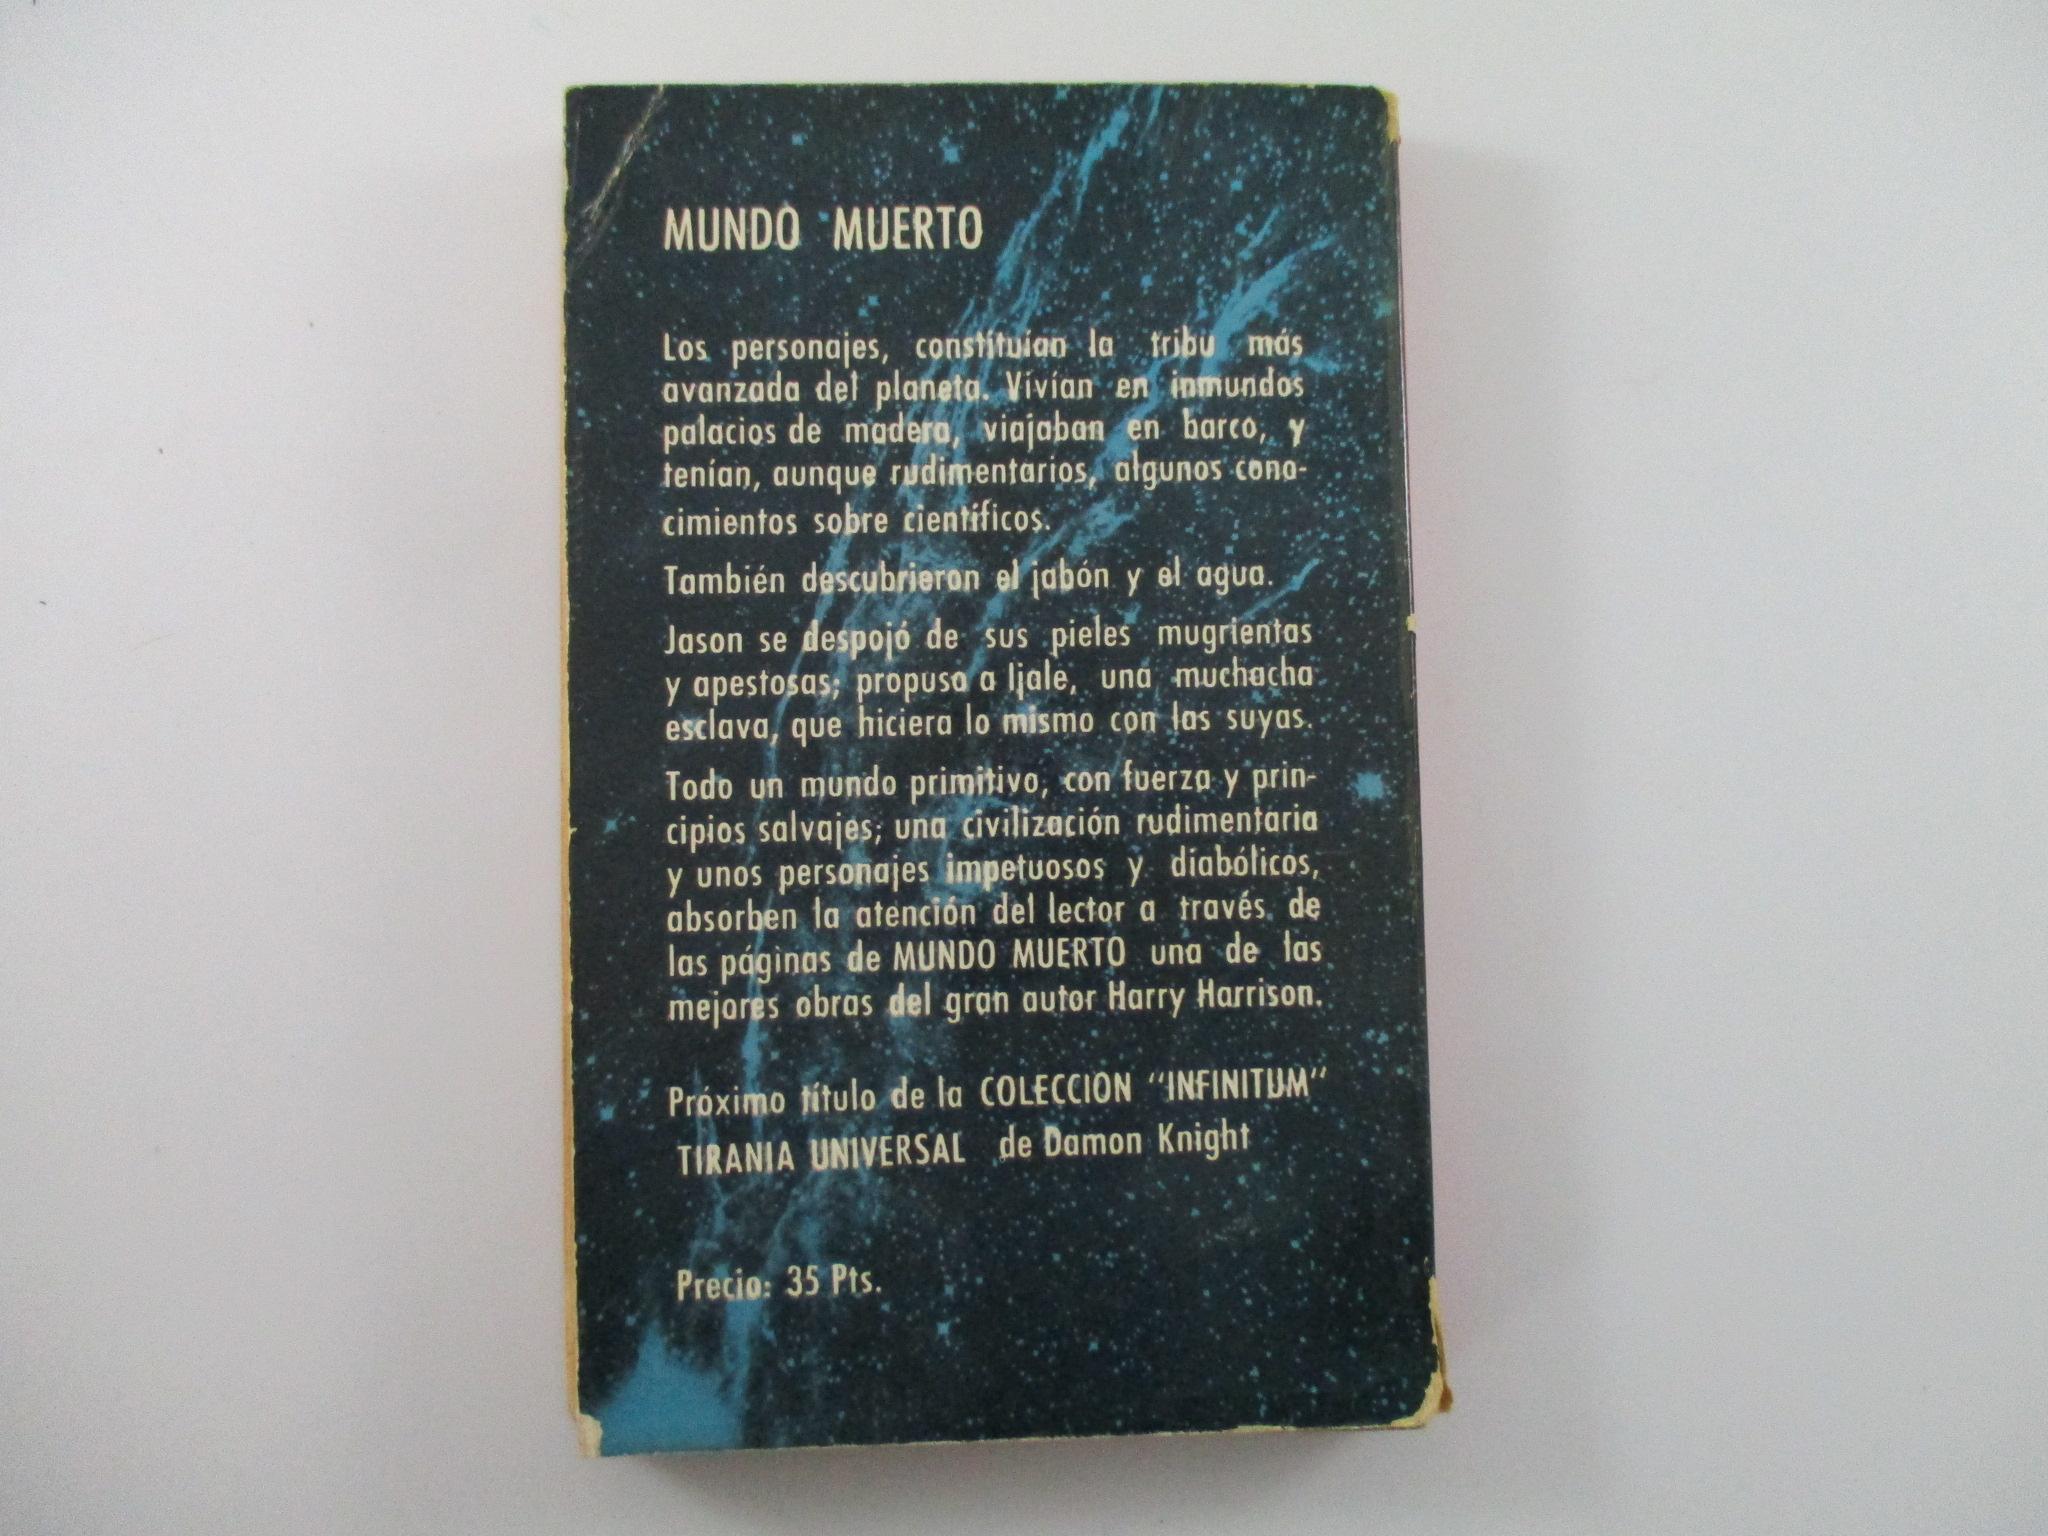 MUNDO MUERTO
Los personajes, constituían la tribu más
avanzada del planeta. Vivían en inmundos
palacios de madera, viajaban en barco, y
tenían, aunque rudimentarios, algunos cono-
cimientos sobre científicos.
También descubrieron el jabón y el agua.
Jason se despojó de sus pieles mugrientas
y apestosas; propuso a Ijale, una muchacha
esclava, que hiciera lo mismo con las suyas.
Todo un mundo primitivo, con fuerza y prin-
cipios salvajes; una civilización rudimentaria
y unos personajes impetuosos y diabólicos,
absorben la atención del lector a través de
las páginas de MUNDO MUERTO una de las
mejores obras del gran autor Harry Harrison.
Próximo título de la COLECCION "INFINITUM"
TIRANIA UNIVERSAL de Damon Knight
Precio: 35 Pts.